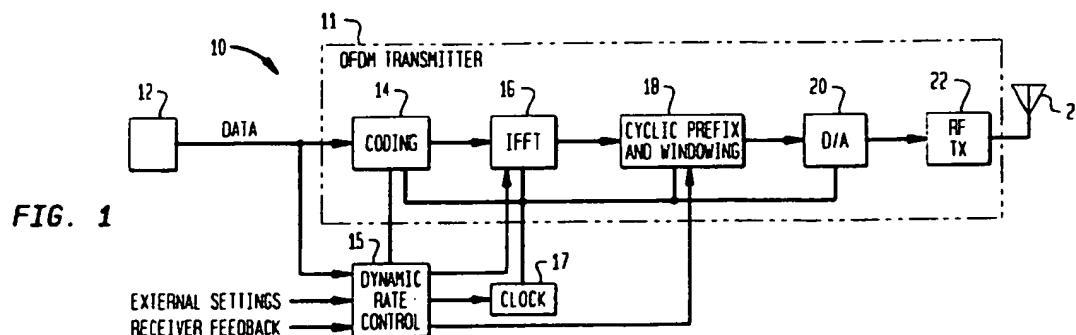 11
10
OFDM TRANSMITTER
12
14
16
18
20
22
2
DATA
CODING
IFFT
CYCLIC PREFIX
AND WINDOWING
D/A
RF
TX
FIG. 1
15
17
DYNAMIC
RATE
CONTROL
CLOCK
EXTERNAL SETTINGS
RECEIVER FEEDBACK